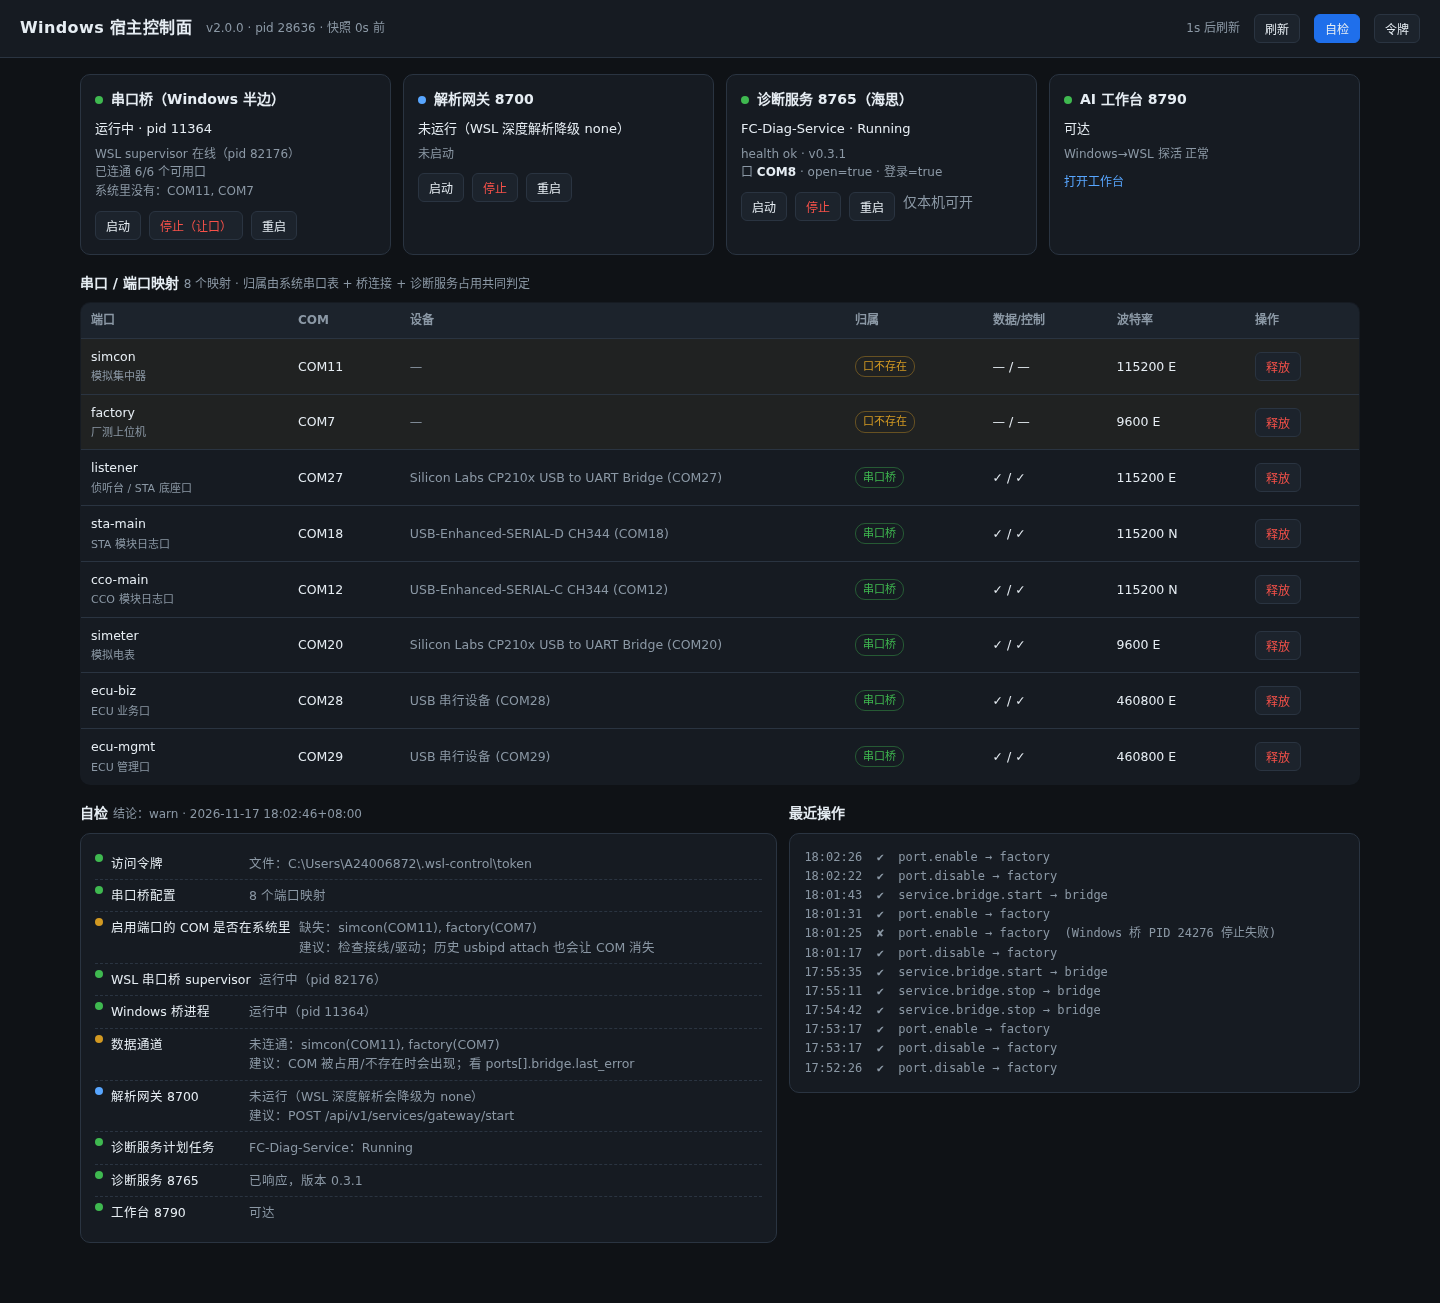 Windows 宿主控制面 v2.0.0 · pid 28636 · 快照 0s 前 1s 后刷新 刷新 自检 令牌
串口桥（Windows 半边）
运行中 · pid 11364
WSL supervisor 在线（pid 82176）
已连通 6/6 个可用口
系统里没有：COM11, COM7
启动 停止（让口） 重启
解析网关 8700
未运行（WSL 深度解析降级 none）
未启动
启动 停止 重启
诊断服务 8765（海思）
FC-Diag-Service · Running
health ok · v0.3.1
口 COM8 · open=true · 登录=true
启动 停止 重启 仅本机可开
AI 工作台 8790
可达
Windows→WSL 探活 正常
打开工作台
串口 / 端口映射 8 个映射 · 归属由系统串口表 + 桥连接 + 诊断服务占用共同判定
端口 COM 设备 归属 数据/控制 波特率 操作
simcon
模拟集中器
COM11 — 口不存在 — / — 115200 E 释放
factory
厂测上位机
COM7 — 口不存在 — / — 9600 E 释放
listener
侦听台 / STA 底座口
COM27 Silicon Labs CP210x USB to UART Bridge (COM27) 串口桥 ✓ / ✓ 115200 E 释放
sta-main
STA 模块日志口
COM18 USB-Enhanced-SERIAL-D CH344 (COM18) 串口桥 ✓ / ✓ 115200 N 释放
cco-main
CCO 模块日志口
COM12 USB-Enhanced-SERIAL-C CH344 (COM12) 串口桥 ✓ / ✓ 115200 N 释放
simeter
模拟电表
COM20 Silicon Labs CP210x USB to UART Bridge (COM20) 串口桥 ✓ / ✓ 9600 E 释放
ecu-biz
ECU 业务口
COM28 USB 串行设备 (COM28) 串口桥 ✓ / ✓ 460800 E 释放
ecu-mgmt
ECU 管理口
COM29 USB 串行设备 (COM29) 串口桥 ✓ / ✓ 460800 E 释放
自检 结论：warn · 2026-11-17 18:02:46+08:00
访问令牌 文件：C:\Users\A24006872\.wsl-control\token
串口桥配置 8 个端口映射
启用端口的 COM 是否在系统里 缺失：simcon(COM11), factory(COM7)
建议：检查接线/驱动；历史 usbipd attach 也会让 COM 消失
WSL 串口桥 supervisor 运行中（pid 82176）
Windows 桥进程 运行中（pid 11364）
数据通道 未连通：simcon(COM11), factory(COM7)
建议：COM 被占用/不存在时会出现；看 ports[].bridge.last_error
解析网关 8700 未运行（WSL 深度解析会降级为 none）
建议：POST /api/v1/services/gateway/start
诊断服务计划任务 FC-Diag-Service：Running
诊断服务 8765 已响应，版本 0.3.1
工作台 8790 可达
最近操作
18:02:26 ✔ port.enable → factory
18:02:22 ✔ port.disable → factory
18:01:43 ✔ service.bridge.start → bridge
18:01:31 ✔ port.enable → factory
18:01:25 ✘ port.enable → factory (Windows 桥 PID 24276 停止失败)
18:01:17 ✔ port.disable → factory
17:55:35 ✔ service.bridge.start → bridge
17:55:11 ✔ service.bridge.stop → bridge
17:54:42 ✔ service.bridge.stop → bridge
17:53:17 ✔ port.enable → factory
17:53:17 ✔ port.disable → factory
17:52:26 ✔ port.disable → factory